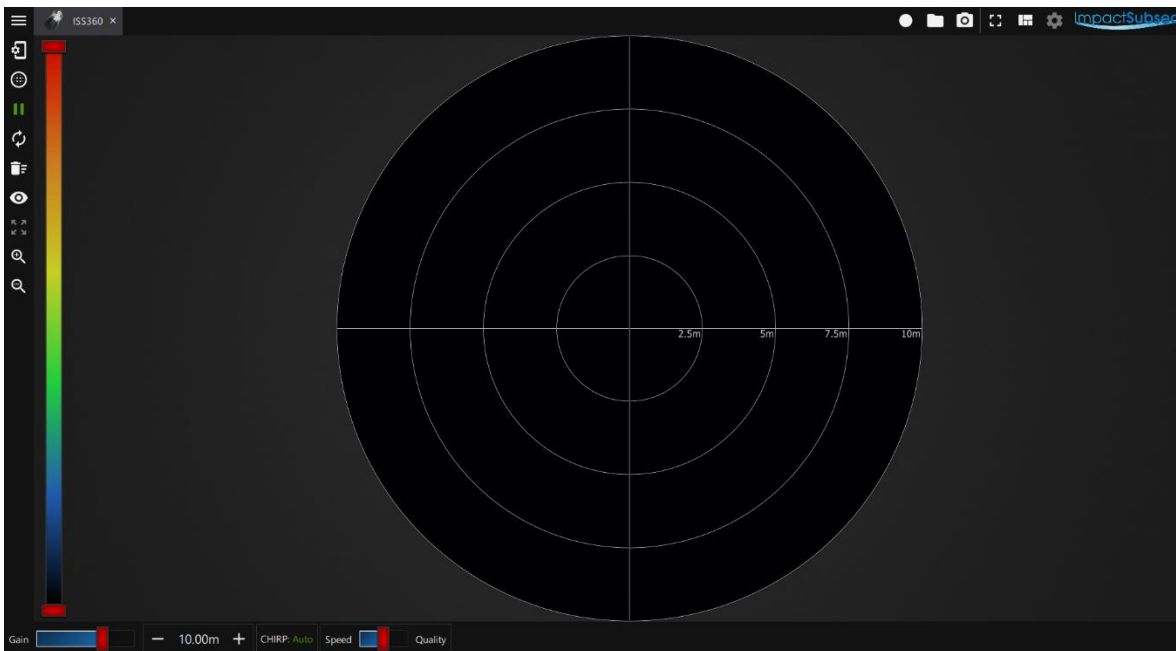 ISS360 ×
ImpactSubsea
2.5m 5m 7.5m 10m
Gain − 10.00m + CHIRP: Auto Speed Quality